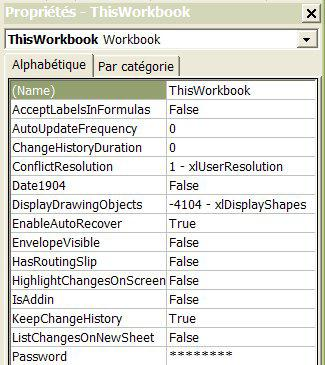 Propriétés - ThisWorkbook
ThisWorkbook Workbook
Alphabétique Par catégorie
(Name) ThisWorkbook
AcceptLabelsInFormulas False
AutoUpdateFrequency 0
ChangeHistoryDuration 0
ConflictResolution 1 - xlUserResolution
Date1904 False
DisplayDrawingObjects -4104 - xlDisplayShapes
EnableAutoRecover True
EnvelopeVisible False
HasRoutingSlip False
HighlightChangesOnScreen False
IsAddin False
KeepChangeHistory True
ListChangesOnNewSheet False
Password ********